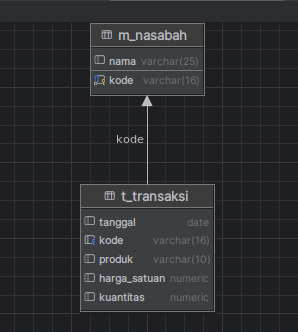 m_nasabah
nama varchar(25)
kode varchar(16)
kode
t_transaksi
tanggal date
kode varchar(16)
produk varchar(10)
harga_satuan numeric
kuantitas numeric